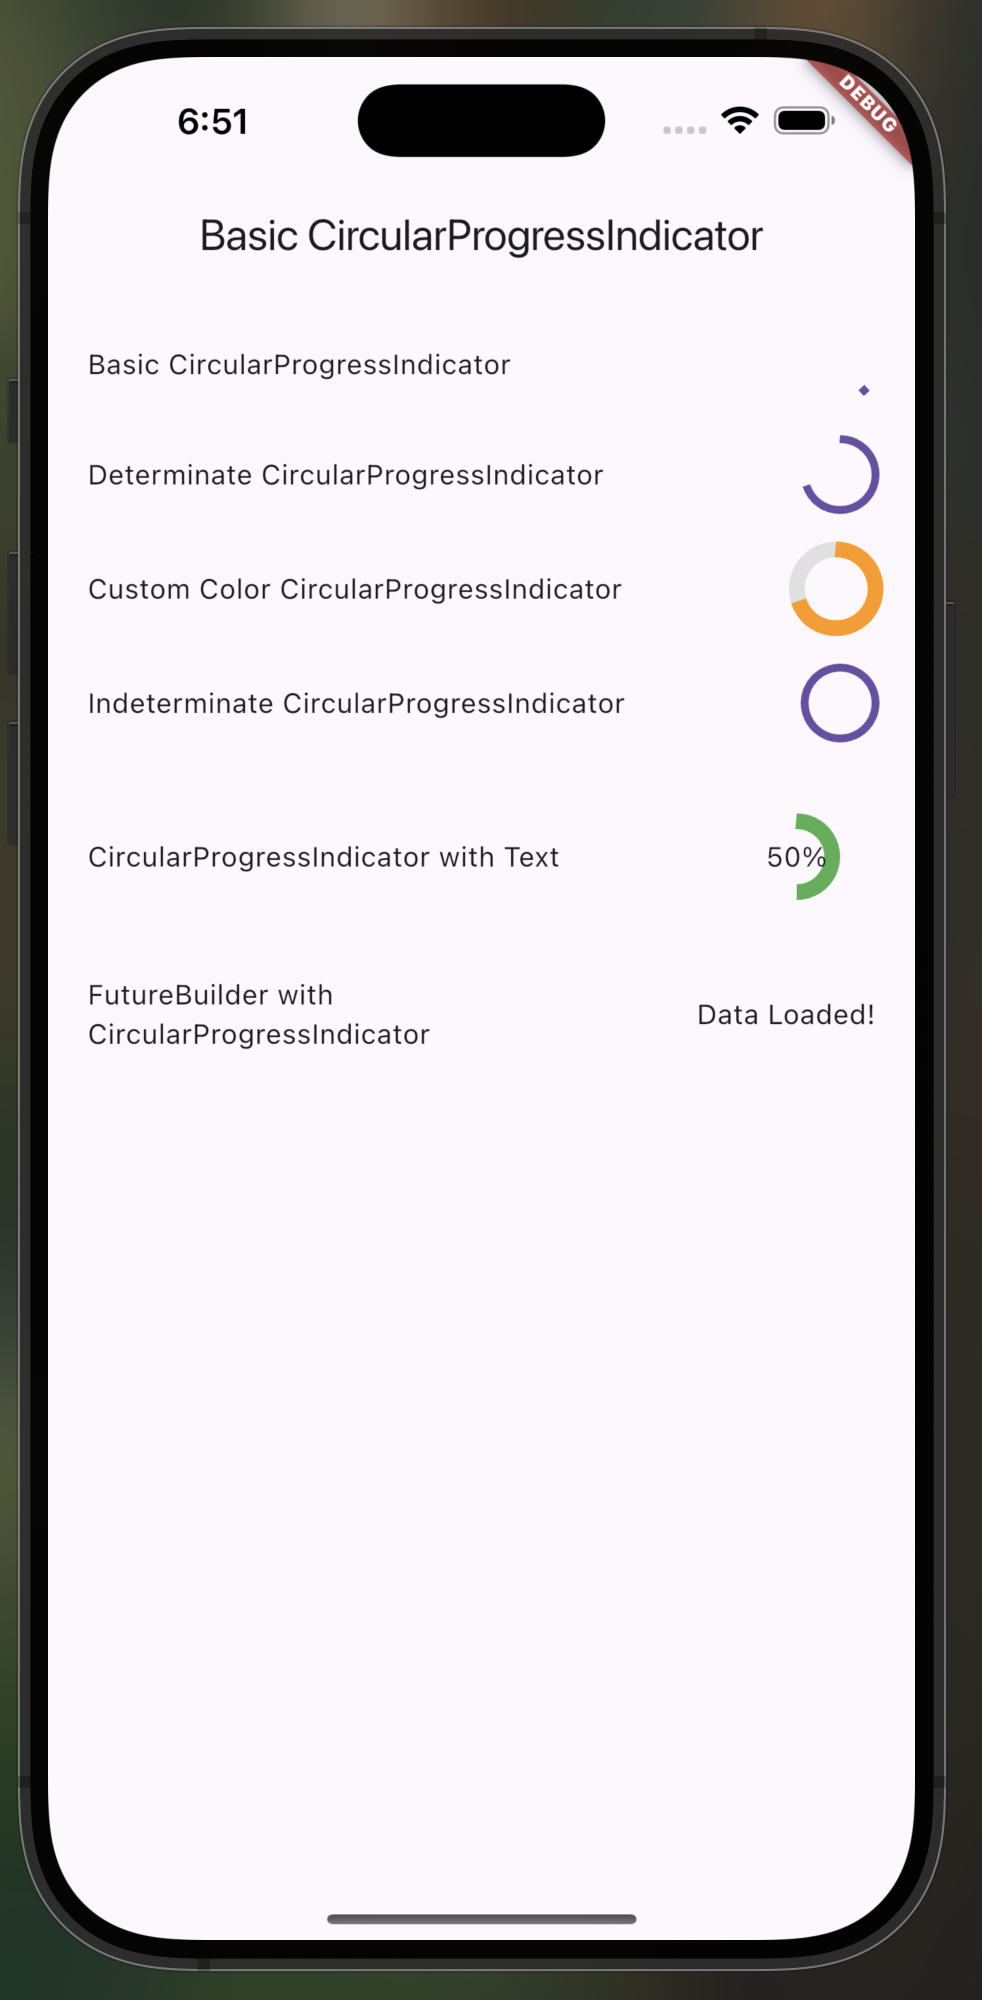 6:51
DEBUG
Basic CircularProgressIndicator
Basic CircularProgressIndicator
Determinate CircularProgressIndicator
Custom Color CircularProgressIndicator
Indeterminate CircularProgressIndicator
CircularProgressIndicator with Text
50%
FutureBuilder with
CircularProgressIndicator
Data Loaded!